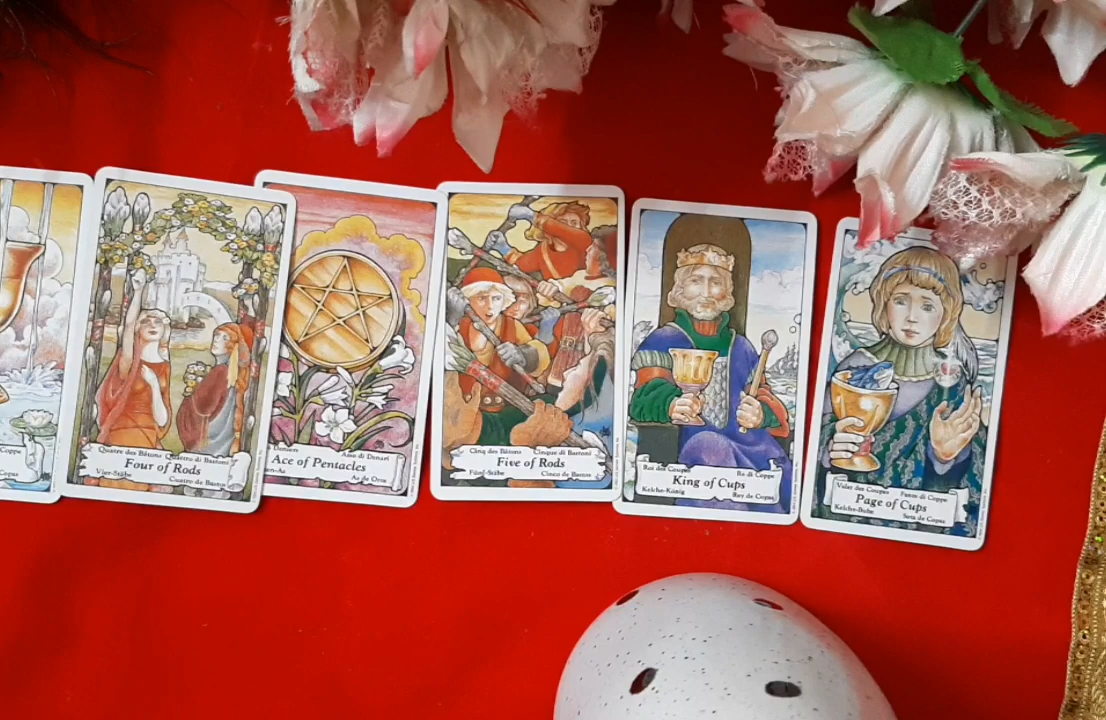 Coppe
Copas
Quatre des Bâtons Quattro di Bastoni
Four of Rods
Vier-Stäbe Cuatro de Bastos
Deniers Asso di Denari
Ace of Pentacles
As de Oros
Cinq des Bâtons Cinque di Bastoni
Five of Rods
Fünf-Stäbe Cinco de Bastos
Roi des Coupes Re di Coppe
King of Cups
Kelche-König Rey de Copas
Valet des Coupes Fante di Coppe
Page of Cups
Kelche-Bube Sota de Copas